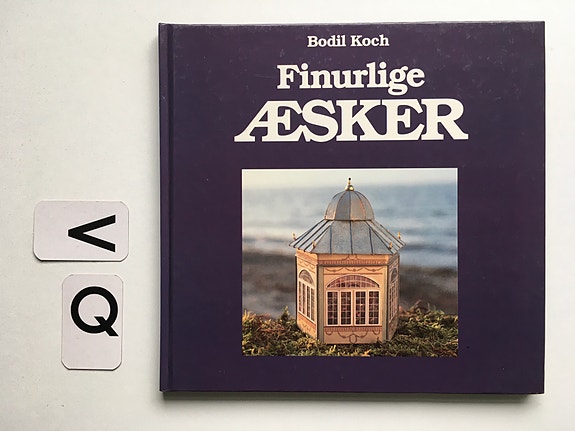 Bodil Koch
Finurlige
ÆSKER
V
Q